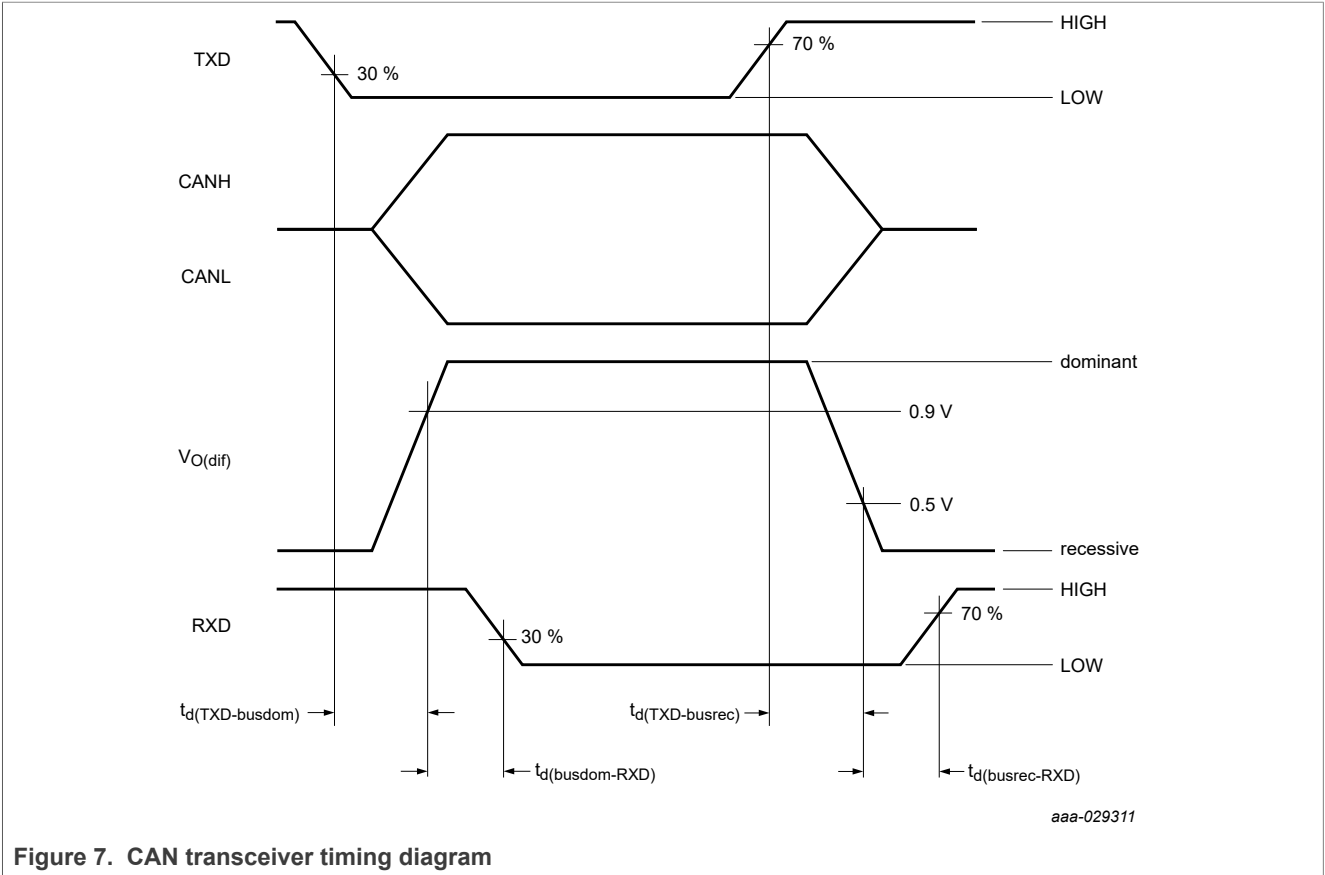 HIGH
TXD
70 %
30 %
LOW
CANH
CANL
dominant
0.9 V
VO(dif)
0.5 V
recessive
HIGH
RXD
70 %
30 %
LOW
td(TXD-busdom)
td(TXD-busrec)
td(busdom-RXD)
td(busrec-RXD)
aaa-029311
Figure 7. CAN transceiver timing diagram